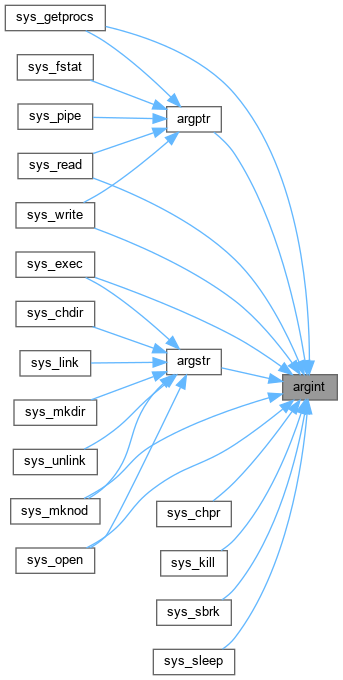 sys_getprocs
sys_fstat
sys_pipe
argptr
sys_read
sys_write
sys_exec
sys_chdir
sys_link
argstr
argint
sys_mkdir
sys_unlink
sys_mknod
sys_chpr
sys_open
sys_kill
sys_sbrk
sys_sleep